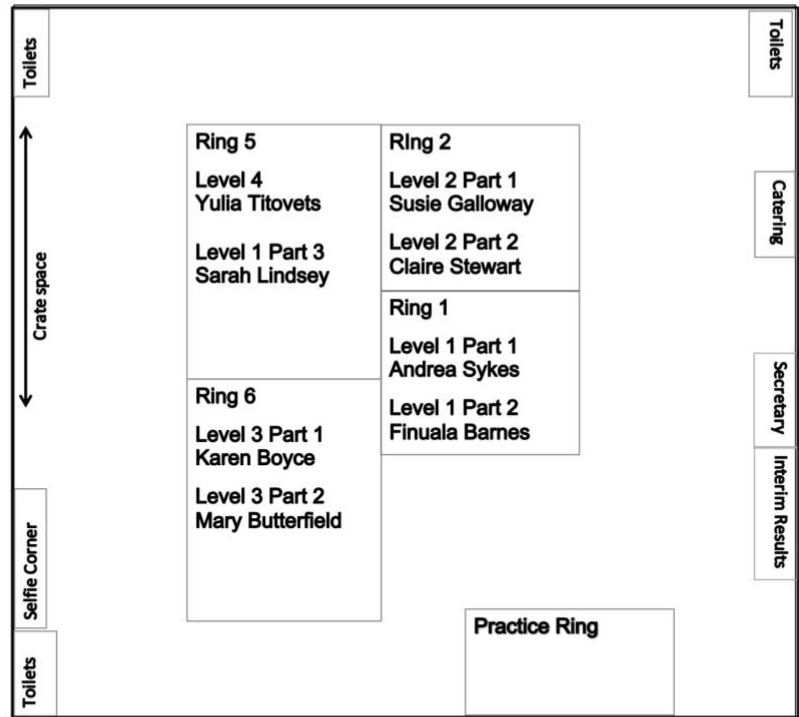 Toilets
Crate space
Selfie Corner
Toilets
Ring 5
Level 4
Yulia Titovets
Level 1 Part 3
Sarah Lindsey
RIng 2
Level 2 Part 1
Susie Galloway
Level 2 Part 2
Claire Stewart
Ring 1
Level 1 Part 1
Andrea Sykes
Level 1 Part 2
Finuala Barnes
Ring 6
Level 3 Part 1
Karen Boyce
Level 3 Part 2
Mary Butterfield
Practice Ring
Toilets
Catering
Secretary
Interim Results